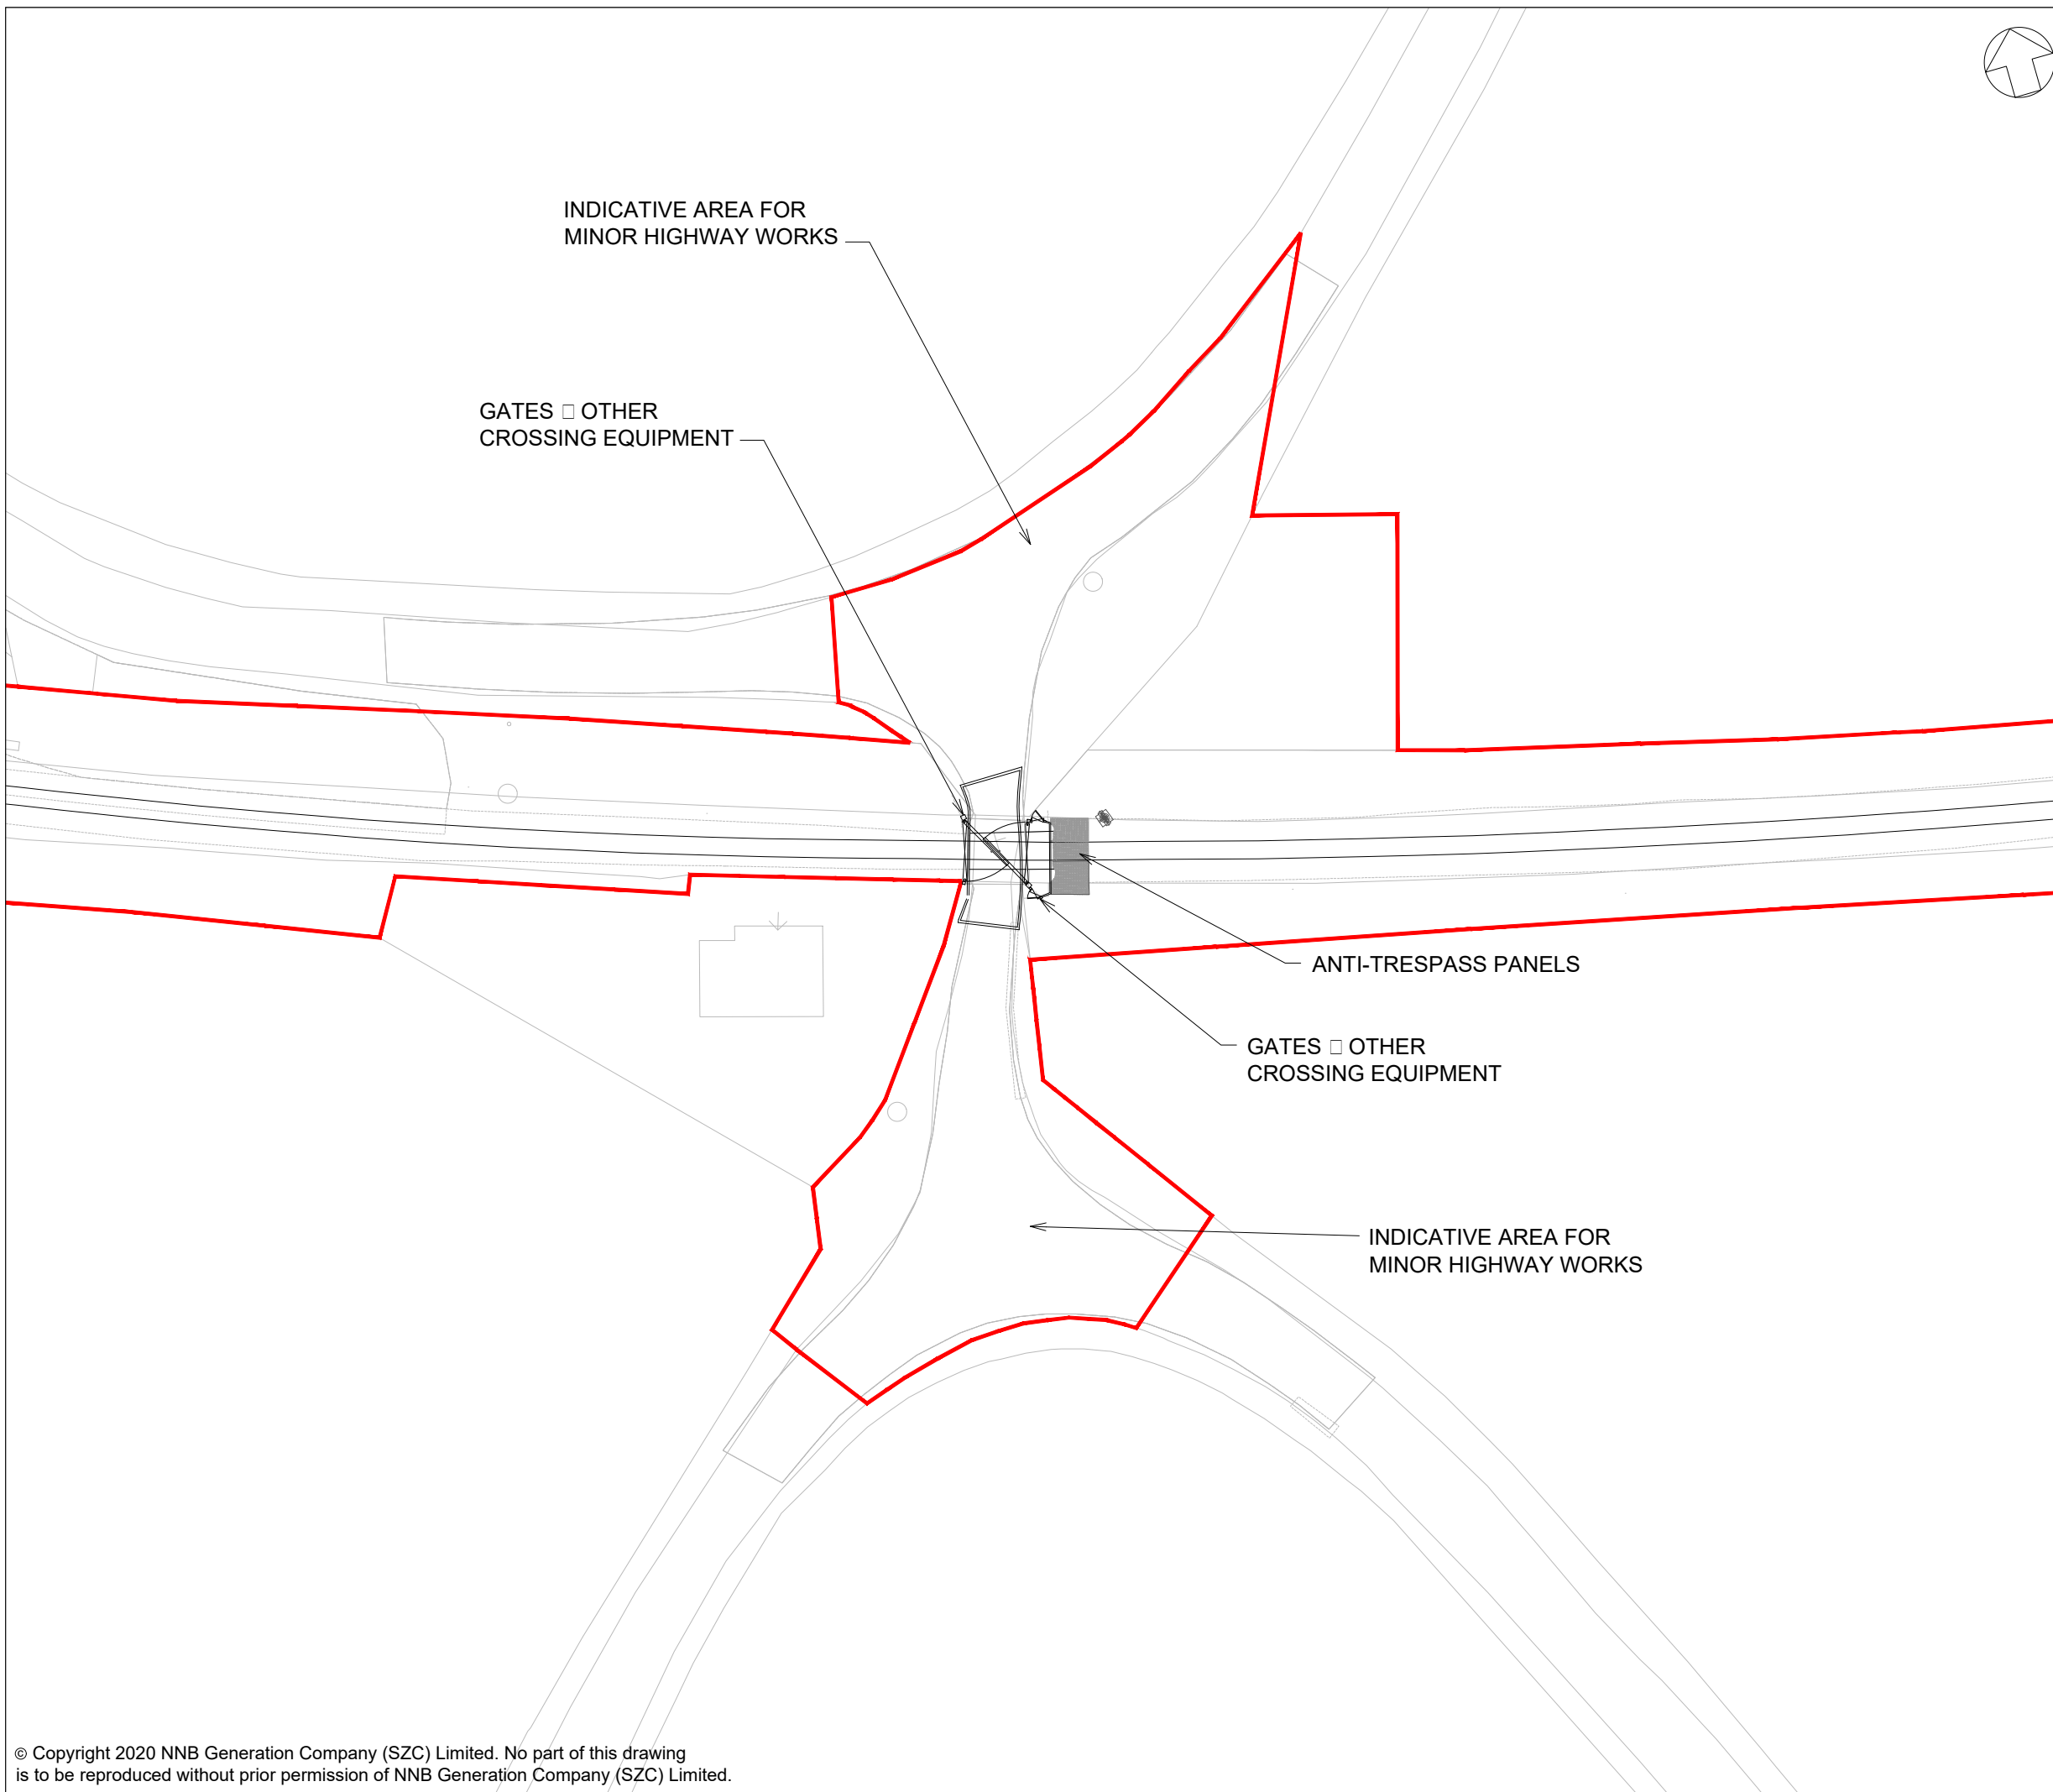 INDICATIVE AREA FOR
MINOR HIGHWAY WORKS
GATES □ OTHER
CROSSING EQUIPMENT
ANTI-TRESPASS PANELS
GATES □ OTHER
CROSSING EQUIPMENT
INDICATIVE AREA FOR
MINOR HIGHWAY WORKS
© Copyright 2020 NNB Generation Company (SZC) Limited. No part of this drawing
is to be reproduced without prior permission of NNB Generation Company (SZC) Limited.